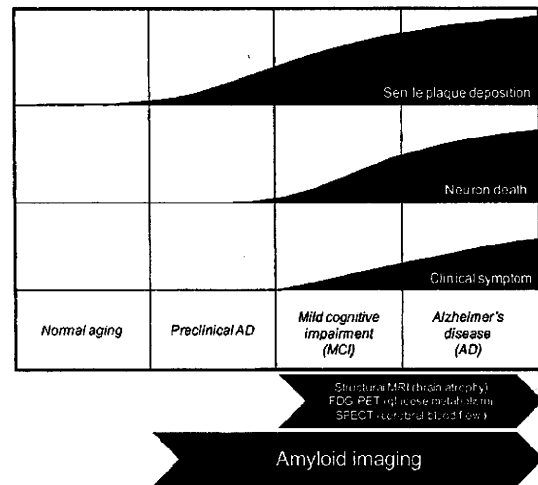 Senile plaque deposition
Neuron death
Clinical symptom
Normal aging
Preclinical AD
Mild cognitive
impairment
(MCI)
Alzheimer's
disease
(AD)
Structural MRI (brain atrophy)
FDG-PET (glucose metabolism)
SPECT (cerebral blood flow)
Amyloid imaging